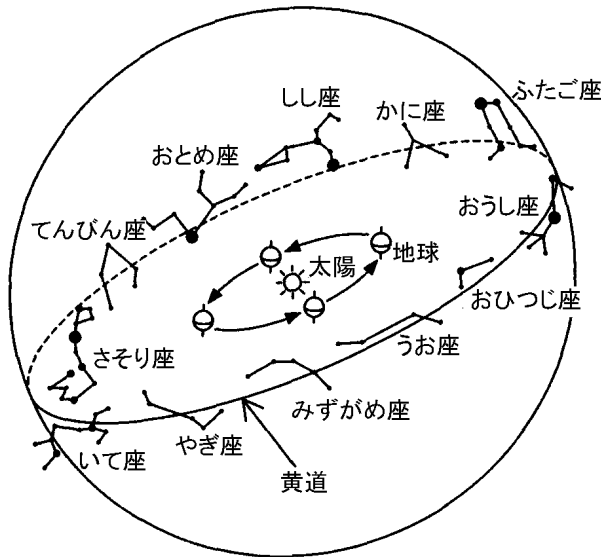 ふたご座
しし座
かに座
おとめ座
おうし座
てんびん座
地球
太陽
おひつじ座
うお座
さそり座
みずがめ座
やぎ座
いて座
黄道